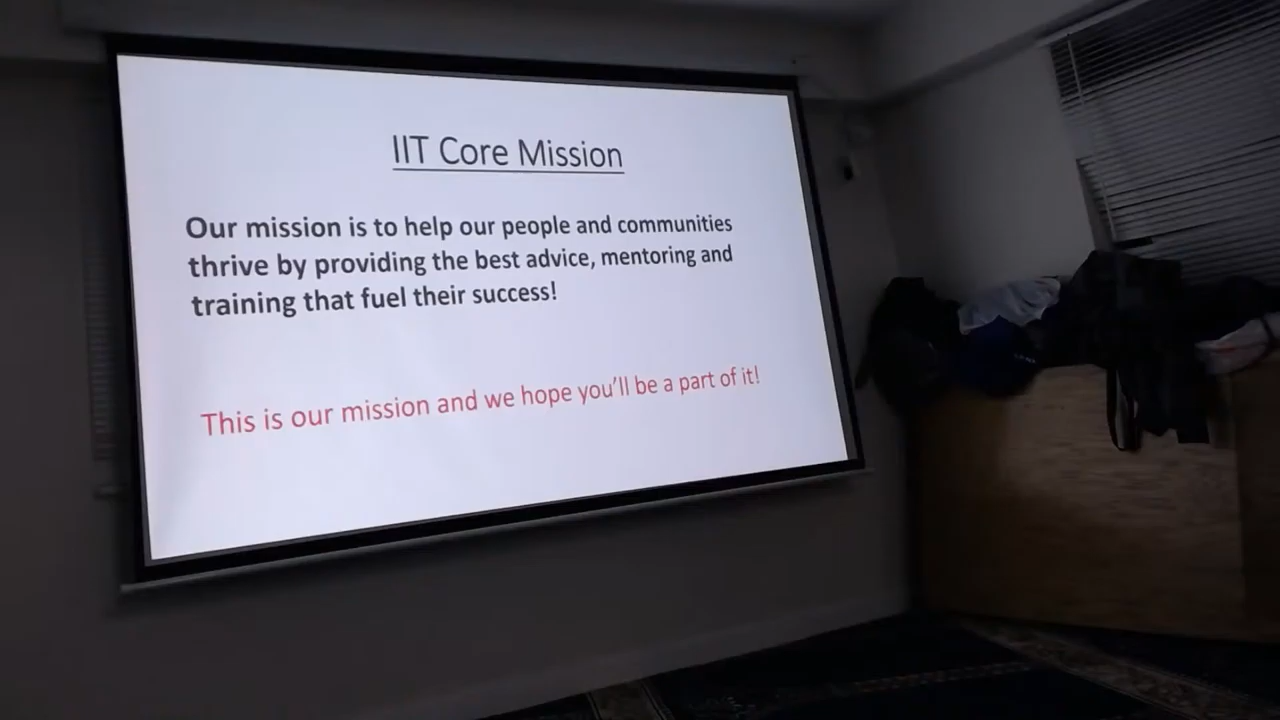 IIT Core Mission
Our mission is to help our people and communities
thrive by providing the best advice, mentoring and
training that fuel their success!
This is our mission and we hope you'll be a part of it!